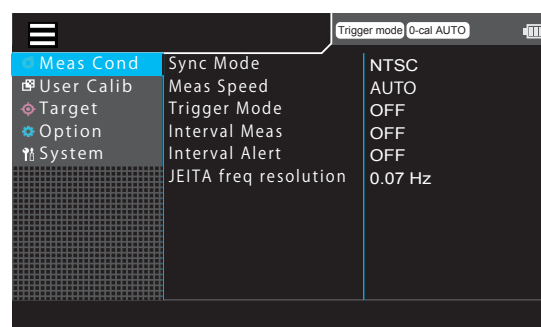 Trigger mode 0-cal AUTO
Meas Cond Sync Mode NTSC
User Calib Meas Speed AUTO
Target Trigger Mode OFF
Option Interval Meas OFF
System Interval Alert OFF
JEITA freq resolution 0.07 Hz